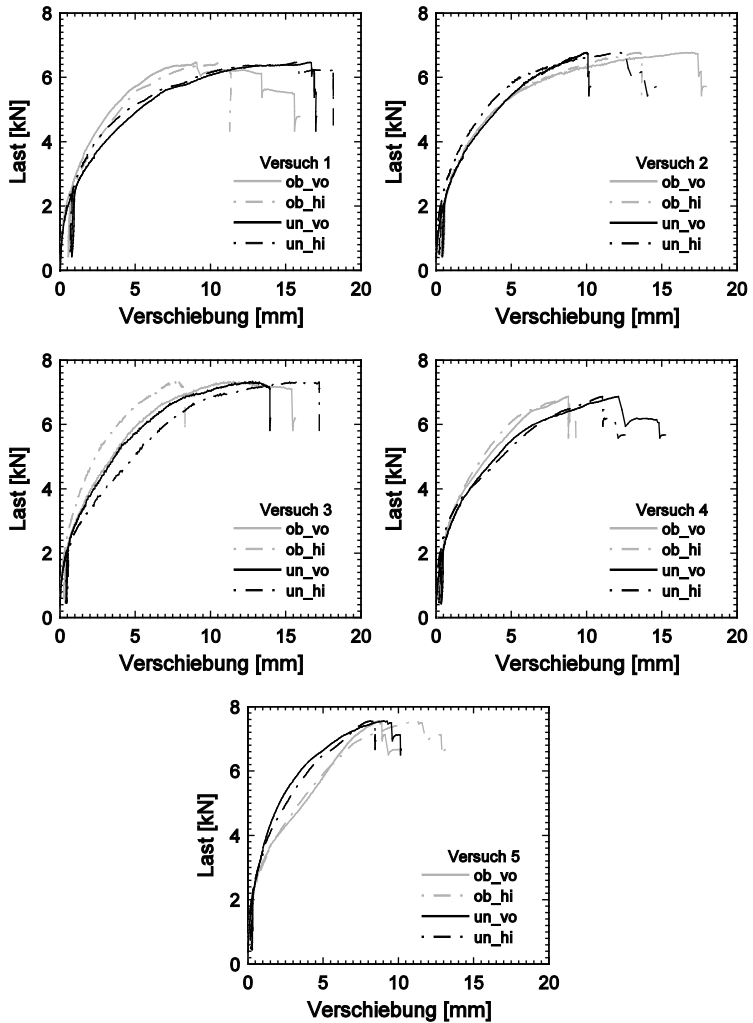 8
6
4
2
0
Last [kN]
Versuch 1
ob_vo
ob_hi
un_vo
un_hi
0 5 10 15 20
Verschiebung [mm]
8
6
4
2
0
Last [kN]
Versuch 2
ob_vo
ob_hi
un_vo
un_hi
0 5 10 15 20
Verschiebung [mm]
8
6
4
2
0
Last [kN]
Versuch 3
ob_vo
ob_hi
un_vo
un_hi
0 5 10 15 20
Verschiebung [mm]
8
6
4
2
0
Last [kN]
Versuch 4
ob_vo
ob_hi
un_vo
un_hi
0 5 10 15 20
Verschiebung [mm]
8
6
4
2
0
Last [kN]
Versuch 5
ob_vo
ob_hi
un_vo
un_hi
0 5 10 15 20
Verschiebung [mm]